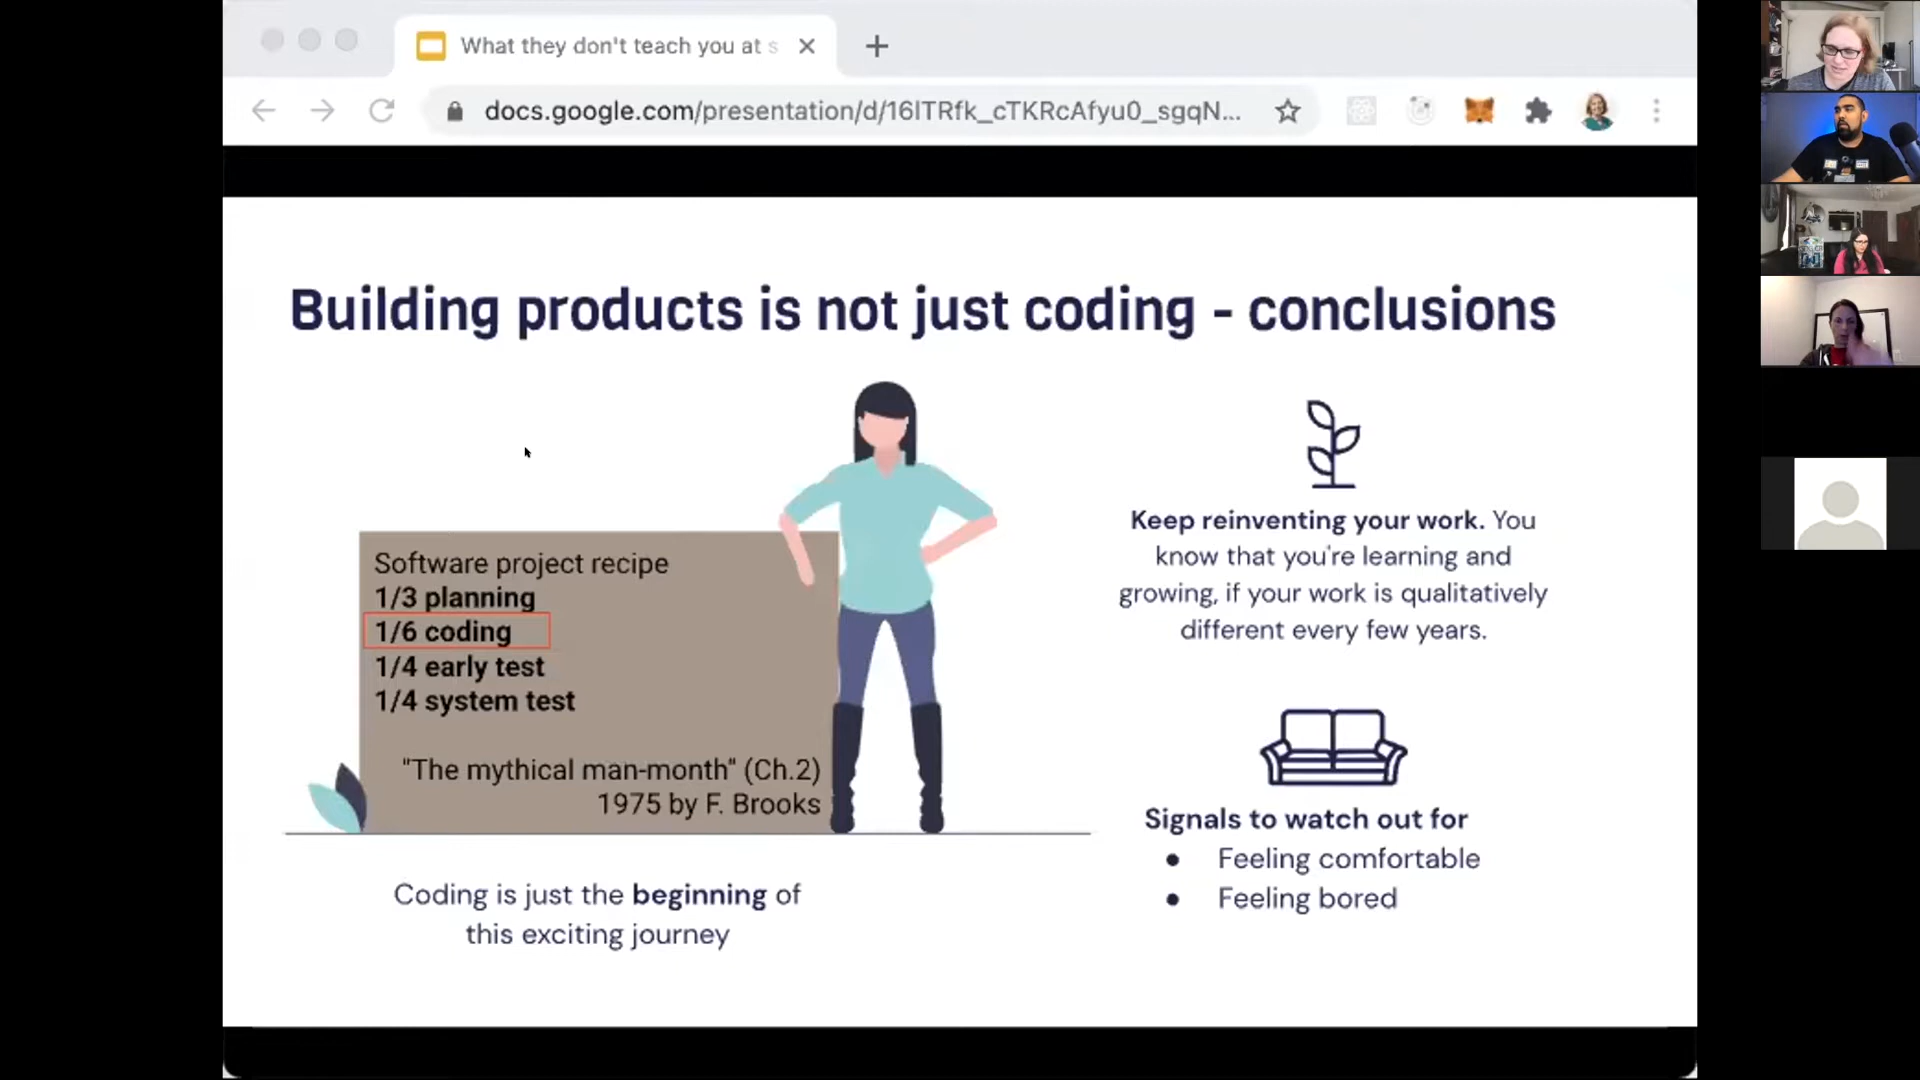 What they don't teach you at s
docs.google.com/presentation/d/16lTRfk_cTKRcAfyu0_sgqN...
Building products is not just coding - conclusions
Software project recipe
1/3 planning
1/6 coding
1/4 early test
1/4 system test
"The mythical man-month" (Ch.2)
1975 by F. Brooks
Coding is just the beginning of
this exciting journey
Keep reinventing your work. You
know that you're learning and
growing, if your work is qualitatively
different every few years.
Signals to watch out for
● Feeling comfortable
● Feeling bored